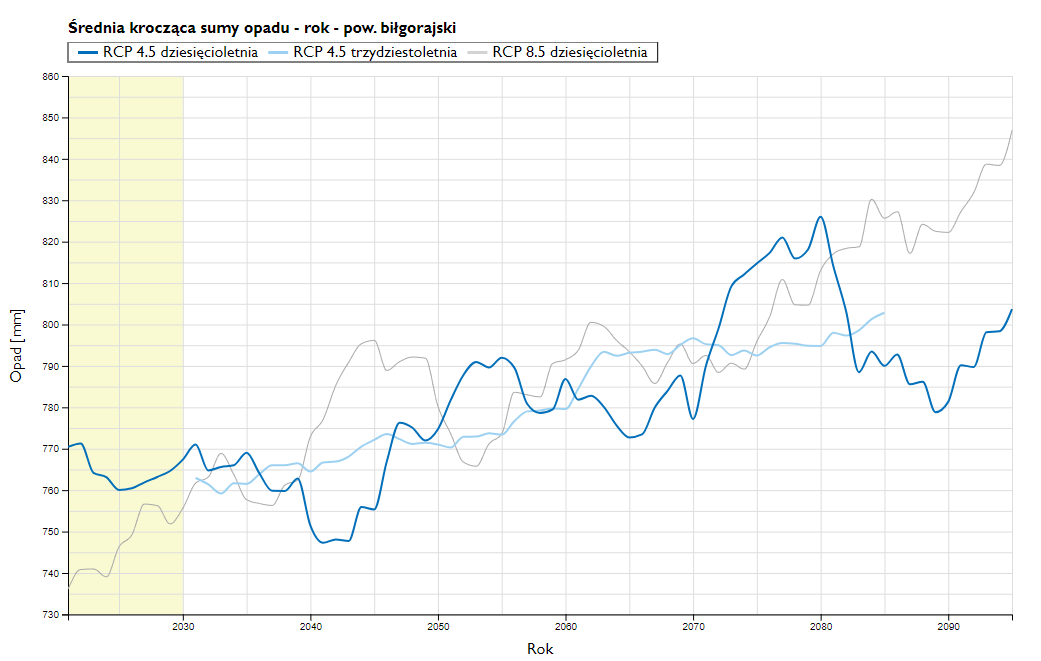 Średnia krocząca sumy opadu - rok - pow. biłgorajski
RCP 4.5 dziesięcioletnia RCP 4.5 trzydziestoletnia RCP 8.5 dziesięcioletnia
860
850
840
830
820
810
800
790
780
770
760
750
740
730
Opad [mm]
2030 2040 2050 2060 2070 2080 2090
Rok